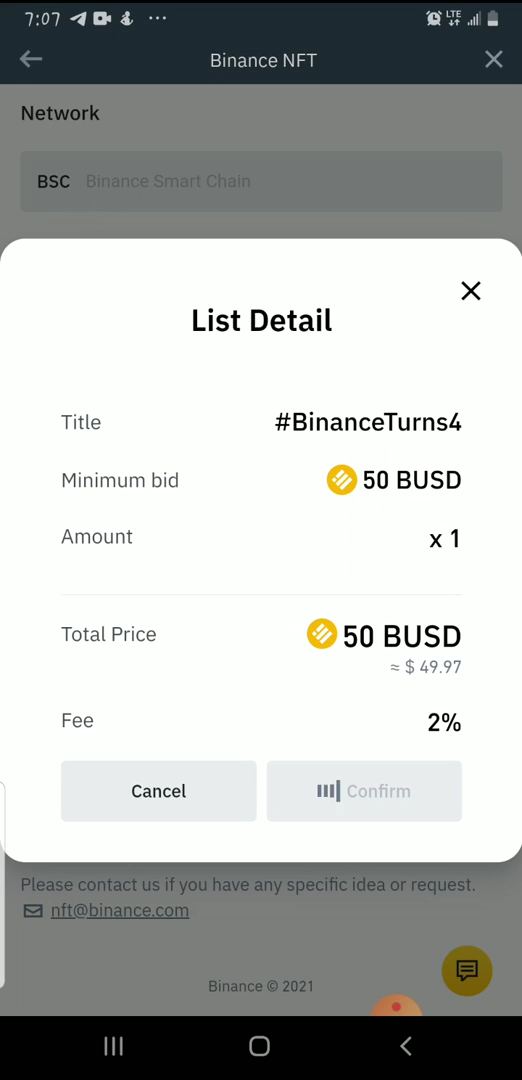 7:07 LTE
Binance NFT
Network
BSC Binance Smart Chain
List Detail
Title #BinanceTurns4
Minimum bid 50 BUSD
Amount x 1
Total Price 50 BUSD
≈ $ 49.97
Fee 2%
Cancel Confirm
Please contact us if you have any specific idea or request.
nft@binance.com
Binance © 2021